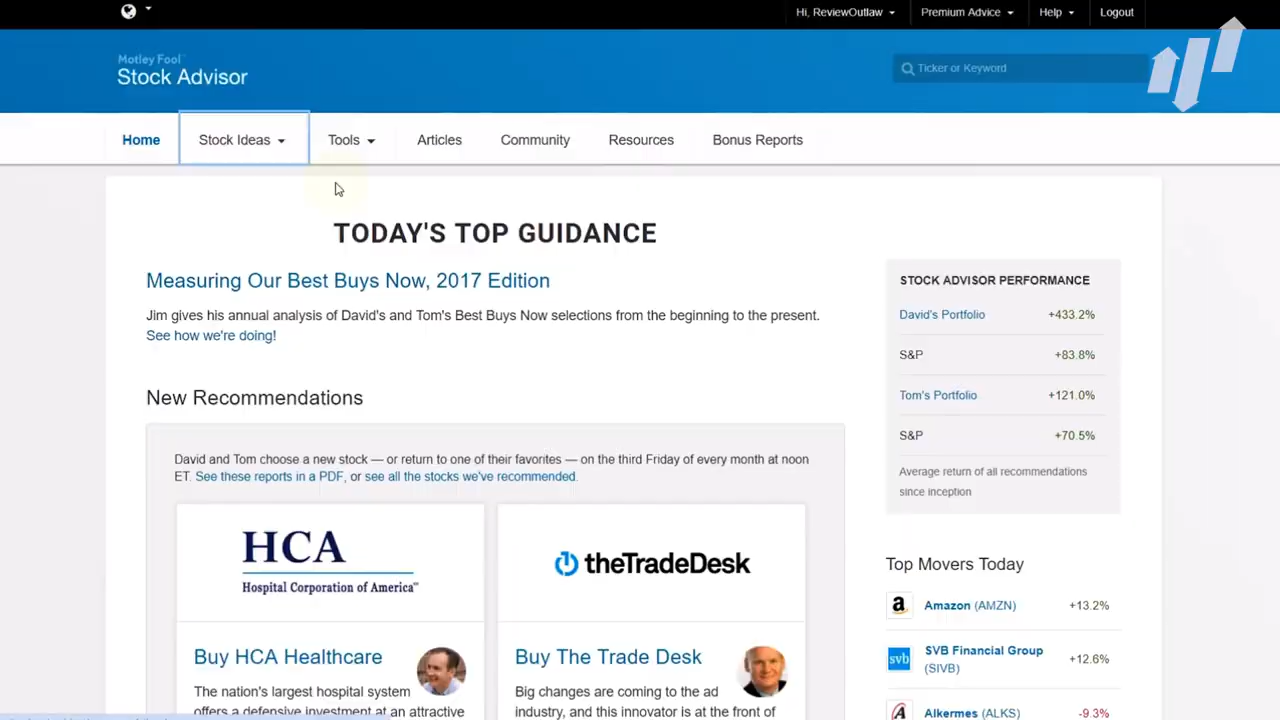 Hi, ReviewOutlaw
Premium Advice
Help
Logout
Motley Fool
Stock Advisor
Ticker or Keyword
Home
Stock Ideas
Tools
Articles
Community
Resources
Bonus Reports
TODAY'S TOP GUIDANCE
Measuring Our Best Buys Now, 2017 Edition
Jim gives his annual analysis of David's and Tom's Best Buys Now selections from the beginning to the present.
See how we're doing!
New Recommendations
David and Tom choose a new stock — or return to one of their favorites — on the third Friday of every month at noon
ET. See these reports in a PDF, or see all the stocks we've recommended.
HCA
Hospital Corporation of America™
theTradeDesk
Buy HCA Healthcare
The nation's largest hospital system
offers a defensive investment at an attractive
Buy The Trade Desk
Big changes are coming to the ad
industry, and this innovator is at the front of
STOCK ADVISOR PERFORMANCE
David's Portfolio +433.2%
S&P +83.8%
Tom's Portfolio +121.0%
S&P +70.5%
Average return of all recommendations
since inception
Top Movers Today
a Amazon (AMZN) +13.2%
svb SVB Financial Group
(SIVB) +12.6%
Alkermes (ALKS) -9.3%